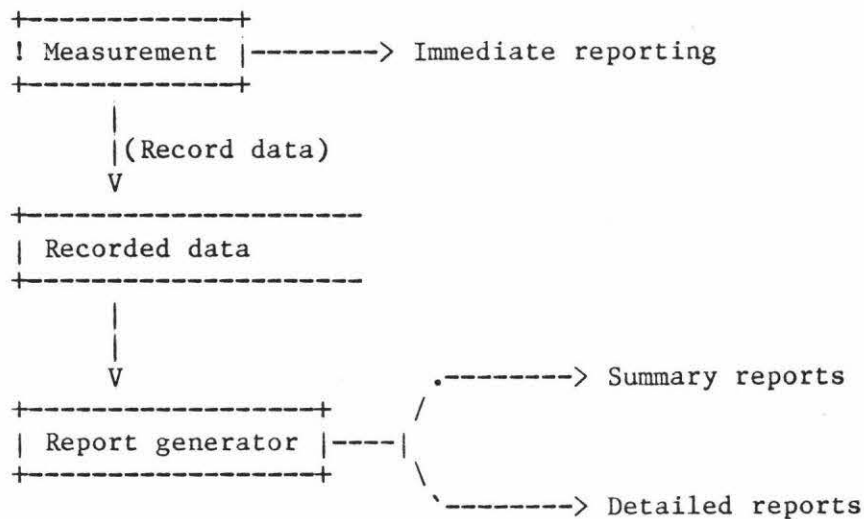 ! Measurement |--------> Immediate reporting
(Record data)
V
| Recorded data
V
.--------> Summary reports
| Report generator |----|
`--------> Detailed reports